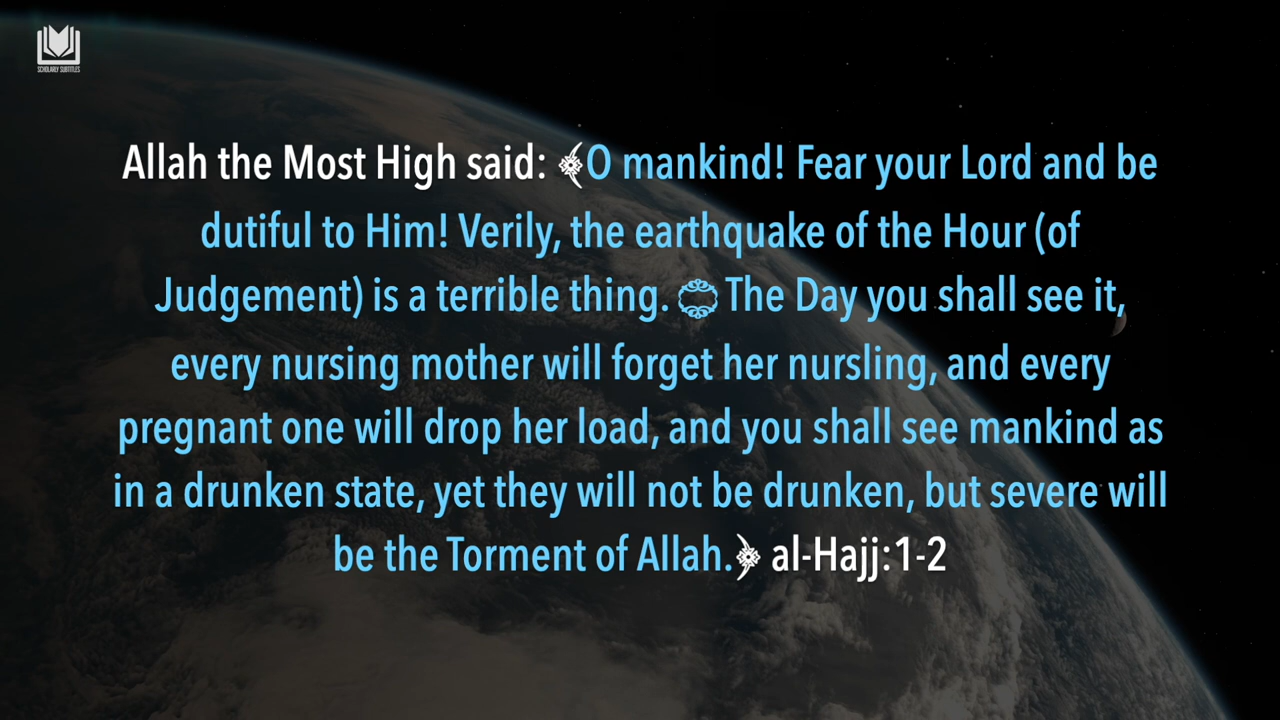 SCHOLARLY SUBTITLES
Allah the Most High said: ﴾O mankind! Fear your Lord and be
dutiful to Him! Verily, the earthquake of the Hour (of
Judgement) is a terrible thing. The Day you shall see it,
every nursing mother will forget her nursling, and every
pregnant one will drop her load, and you shall see mankind as
in a drunken state, yet they will not be drunken, but severe will
be the Torment of Allah.﴿ al-Hajj:1-2